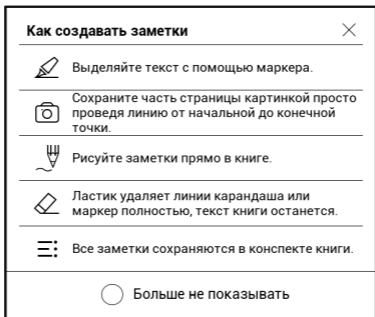 Как создавать заметки
Выделяйте текст с помощью маркера.
Сохраните часть страницы картинкой просто
проведя линию от начальной до конечной
точки.
Рисуйте заметки прямо в книге.
Ластик удаляет линии карандаша или
маркер полностью, текст книги останется.
Все заметки сохраняются в конспекте книги.
Больше не показывать